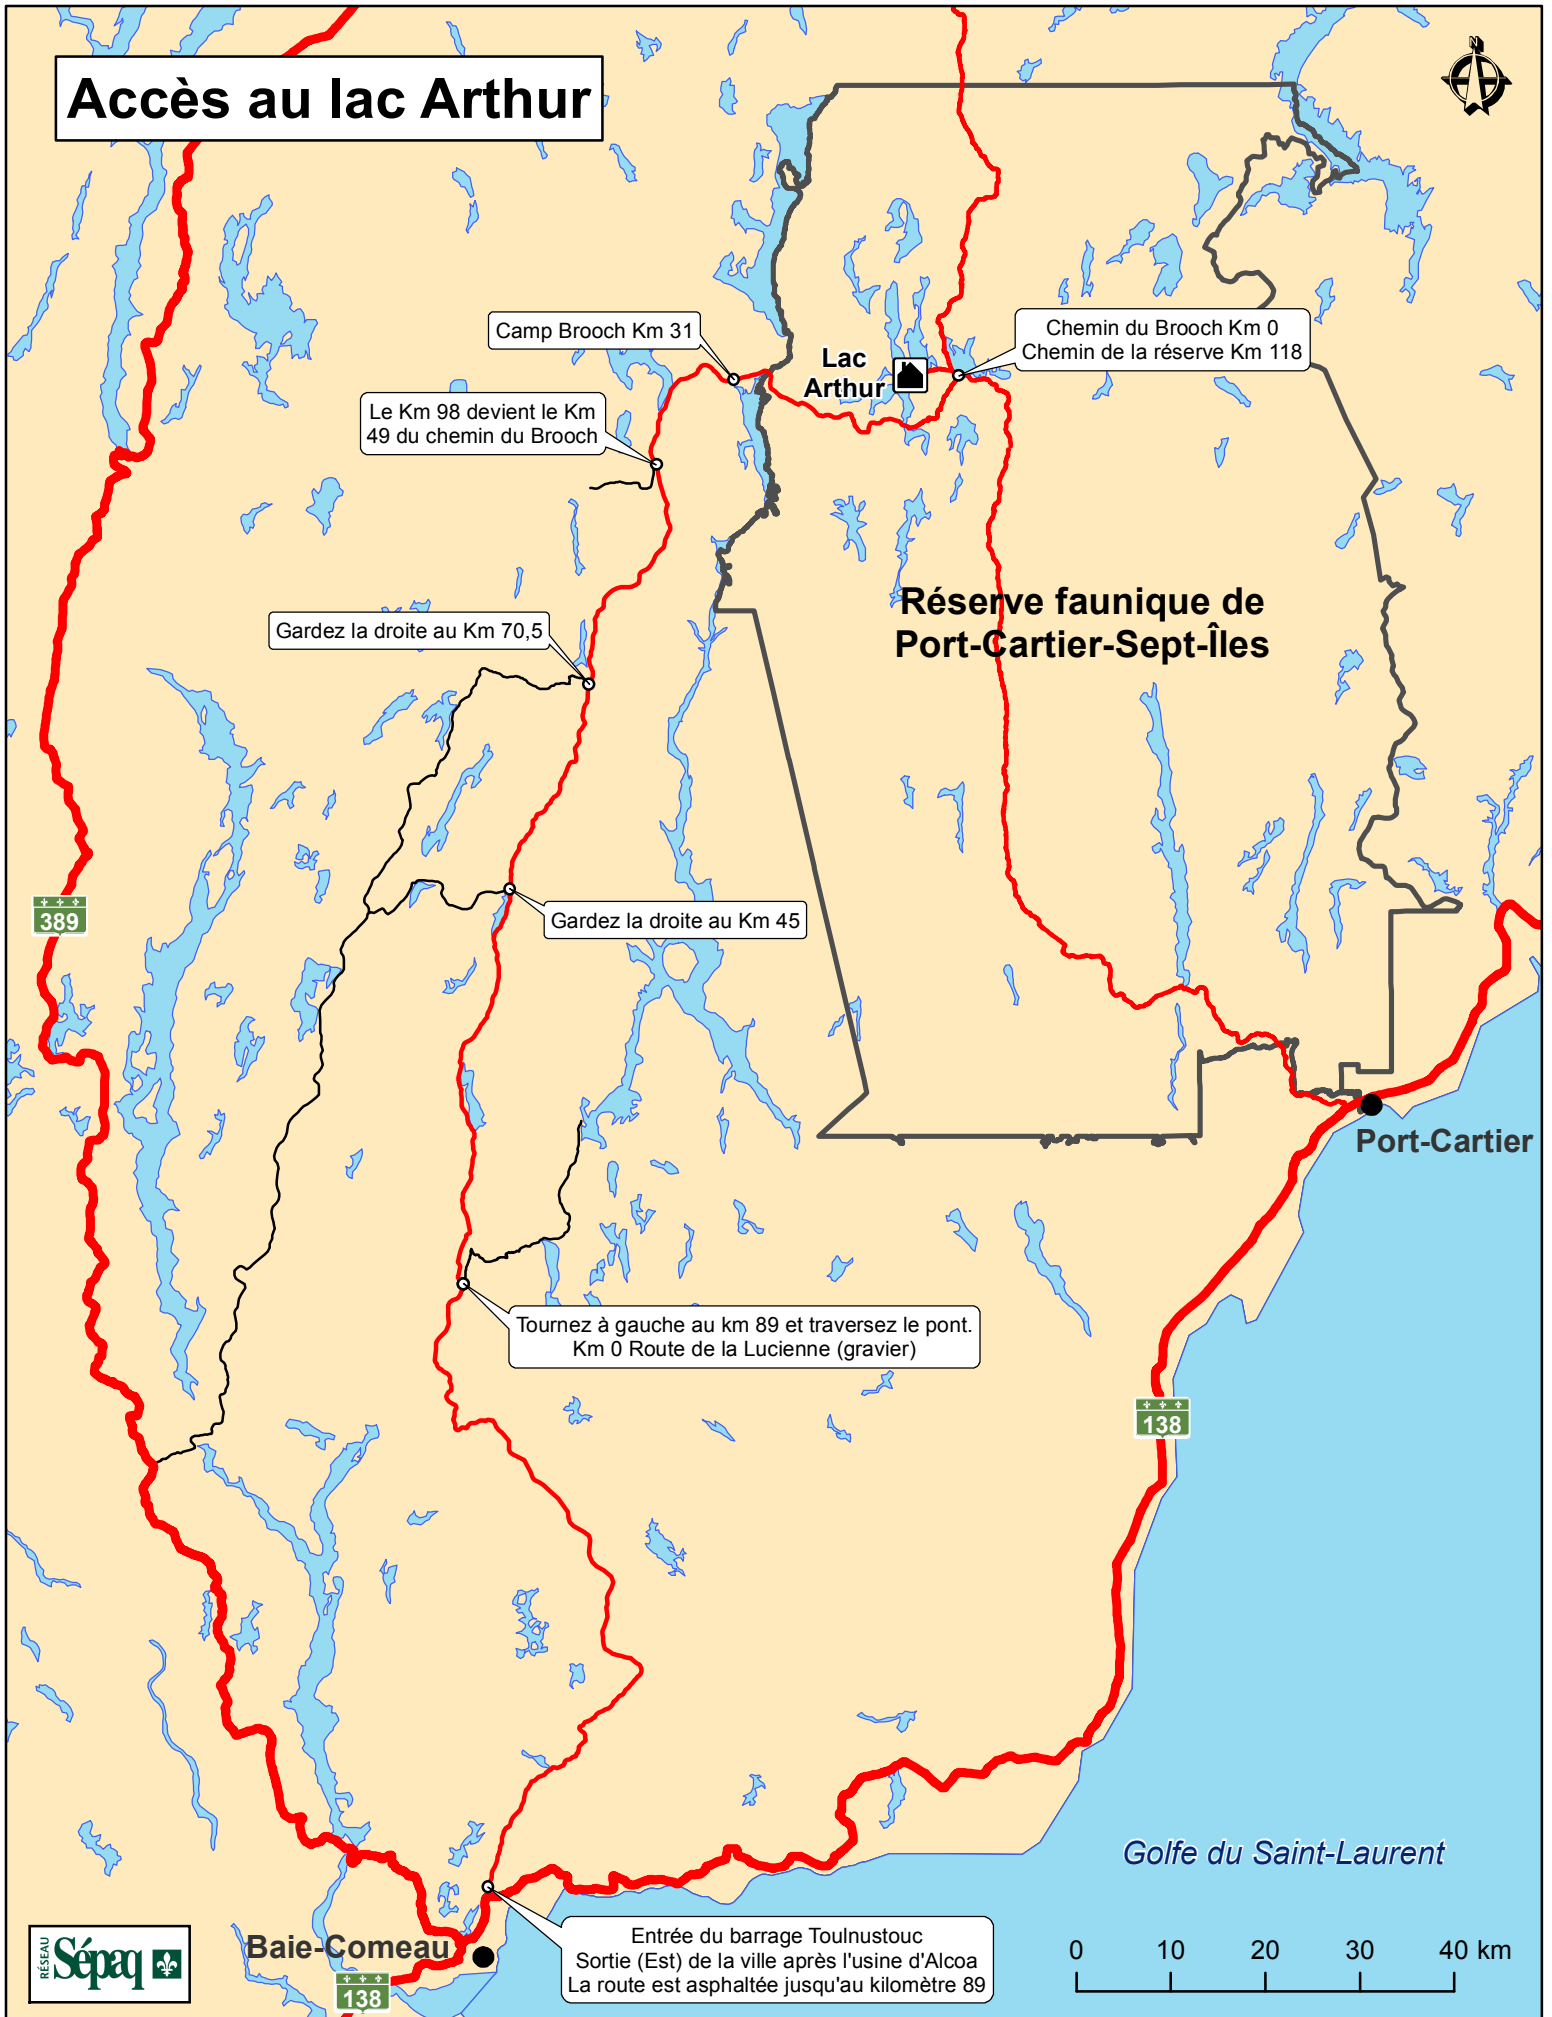 Accès au lac Arthur
N
Camp Brooch Km 31
Chemin du Brooch Km 0
Chemin de la réserve Km 118
Lac
Arthur
Le Km 98 devient le Km
49 du chemin du Brooch
Réserve faunique de
Port-Cartier-Sept-Îles
Gardez la droite au Km 70,5
389
Gardez la droite au Km 45
Port-Cartier
Tournez à gauche au km 89 et traversez le pont.
Km 0 Route de la Lucienne (gravier)
138
Golfe du Saint-Laurent
Baie-Comeau
Entrée du barrage Toulnustouc
Sortie (Est) de la ville après l'usine d'Alcoa
La route est asphaltée jusqu'au kilomètre 89
0 10 20 30 40 km
RÉSEAU
Sépaq
138